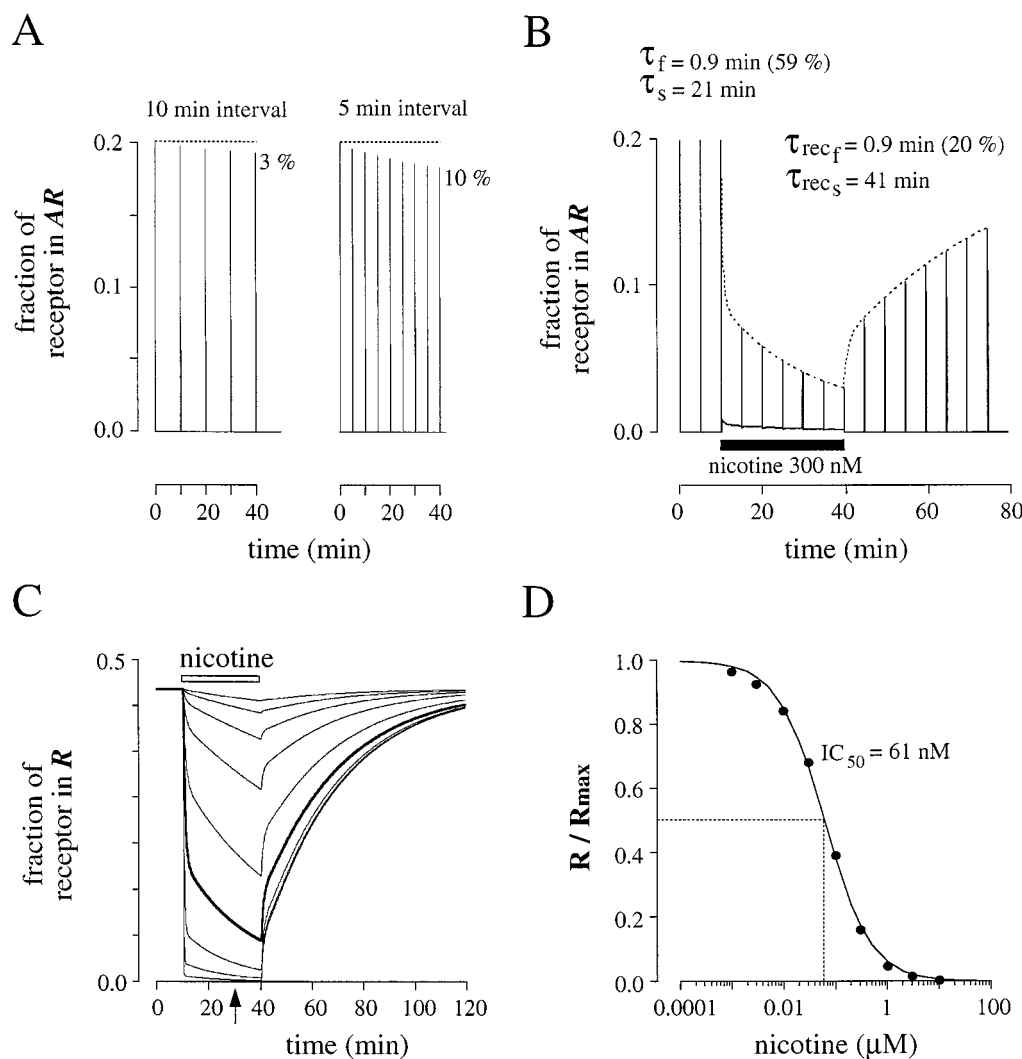 A
10 min interval
5 min interval
0.2
0.1
0.0
fraction of
receptor in AR
3 %
10 %
0 20 40
0 20 40
time (min)
B
τf = 0.9 min (59 %)
τs = 21 min
τrecf = 0.9 min (20 %)
τrecs = 41 min
0.2
0.1
0.0
fraction of
receptor in AR
nicotine 300 nM
0 20 40 60 80
time (min)
C
nicotine
0.5
0.0
fraction of
receptor in R
0 20 40 60 80 100 120
time (min)
D
1.0
0.8
0.6
0.4
0.2
0.0
R / Rmax
IC50 = 61 nM
0.0001 0.01 1 100
nicotine (μM)